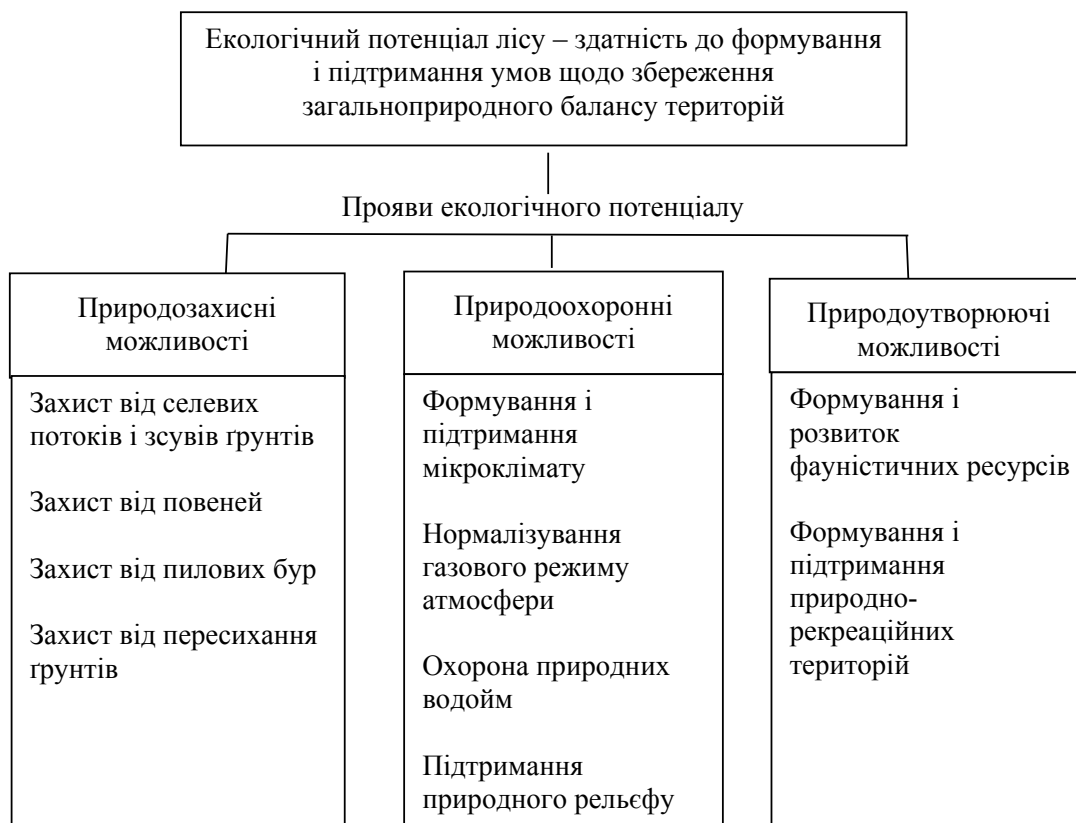 Екологічний потенціал лісу – здатність до формування
і підтримання умов щодо збереження
загальноприродного балансу територій
Прояви екологічного потенціалу
Природозахисні
можливості
Захист від селевих
потоків і зсувів ґрунтів
Захист від повеней
Захист від пилових бур
Захист від пересихання
ґрунтів
Природоохоронні
можливості
Формування і
підтримання
мікроклімату
Нормалізування
газового режиму
атмосфери
Охорона природних
водойм
Підтримання
природного рельєфу
Природоутворюючі
можливості
Формування і
розвиток
фауністичних ресурсів
Формування і
підтримання
природно-
рекреаційних
територій